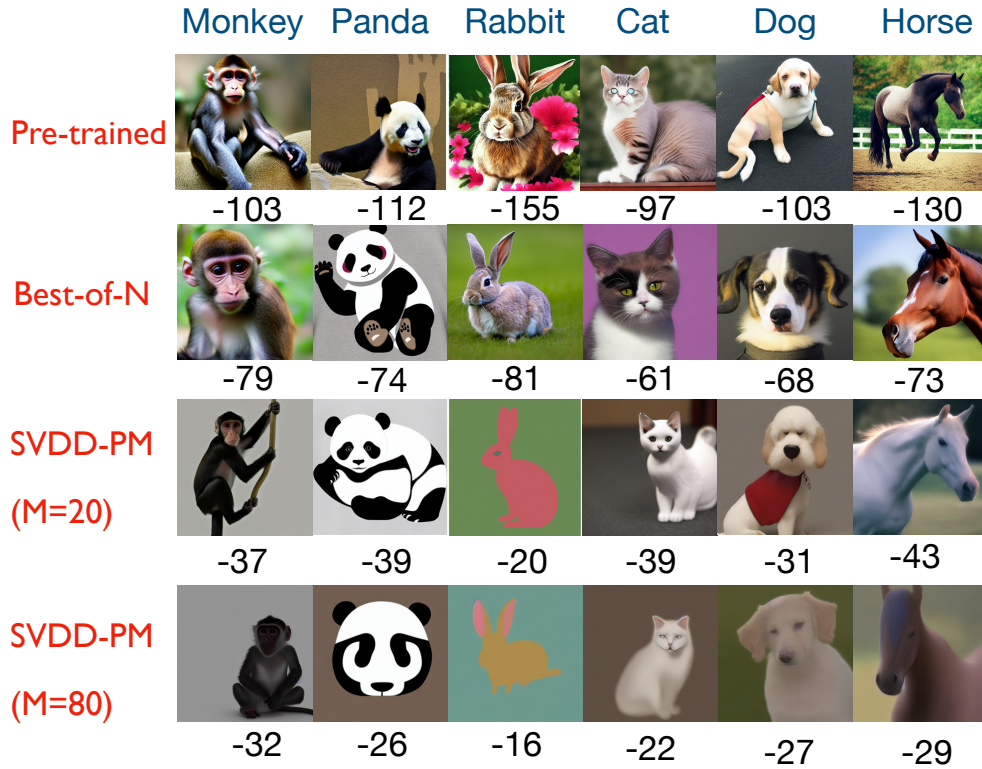 Monkey Panda Rabbit Cat Dog Horse
Pre-trained
-103 -112 -155 -97 -103 -130
Best-of-N
-79 -74 -81 -61 -68 -73
SVDD-PM
(M=20)
-37 -39 -20 -39 -31 -43
SVDD-PM
(M=80)
-32 -26 -16 -22 -27 -29